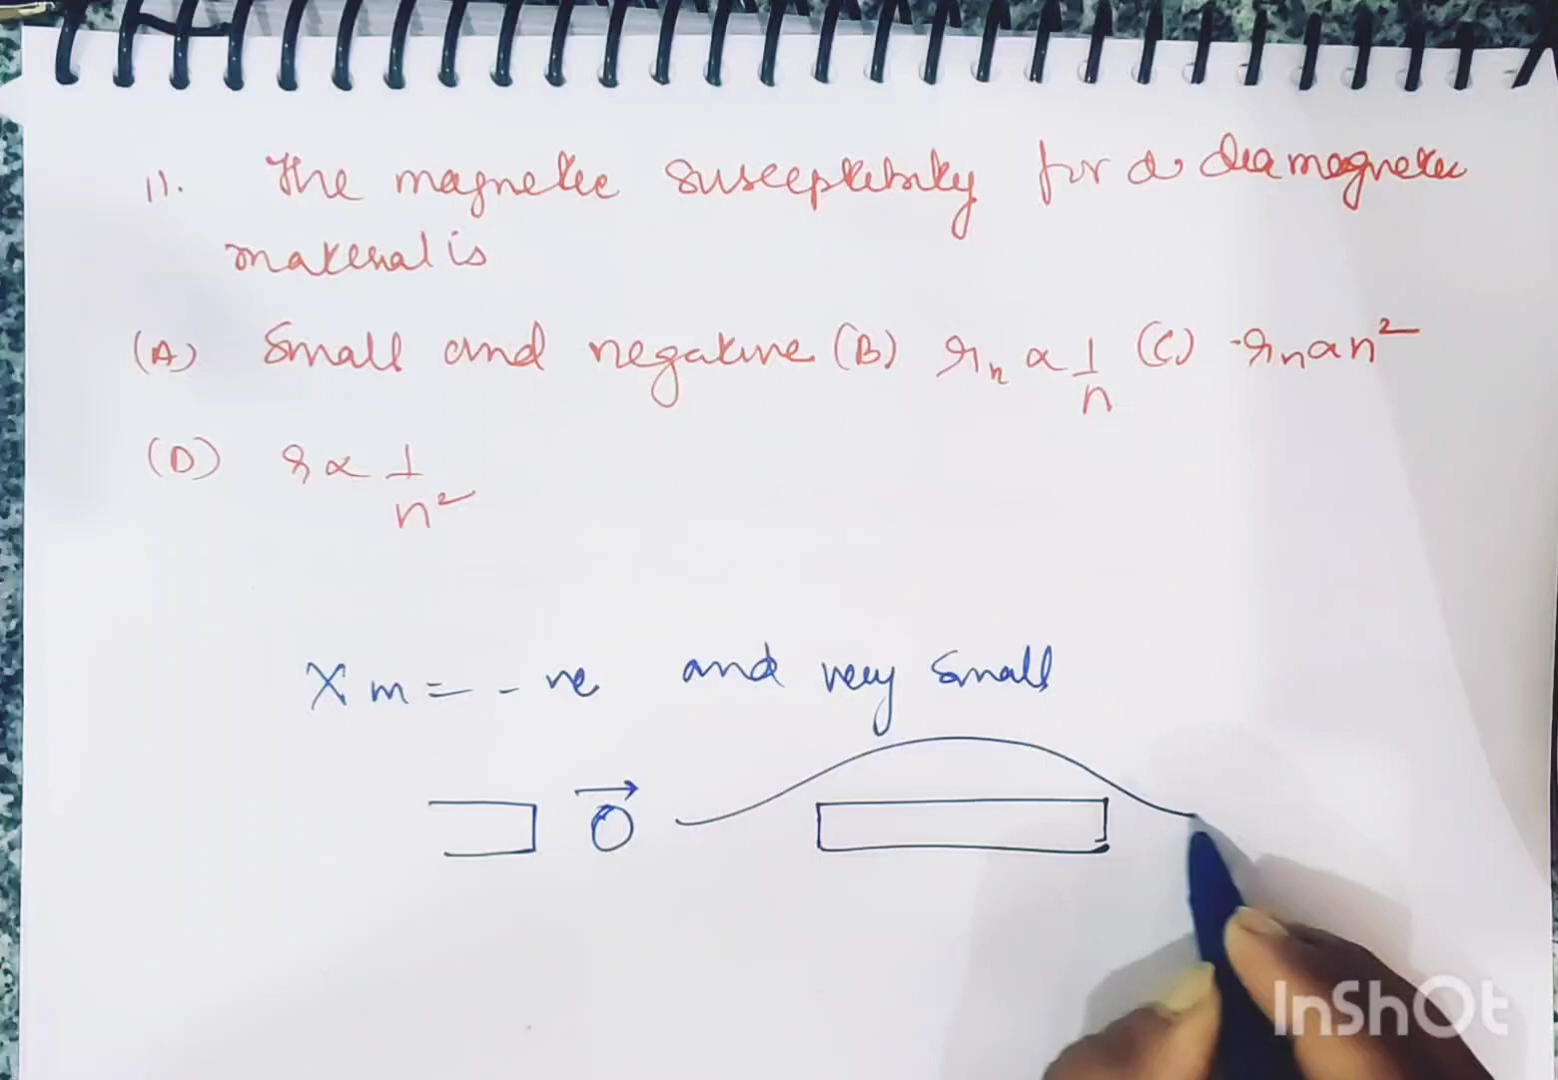 11. The magnetic susceptibility for a diamagnetic
material is
(A) Small and negative (B) rₙ ∝ 1/n (C) rₙ ∝ n²
(D) r ∝ 1/n²
Xm = - ve and very small
O⃗
InShOt